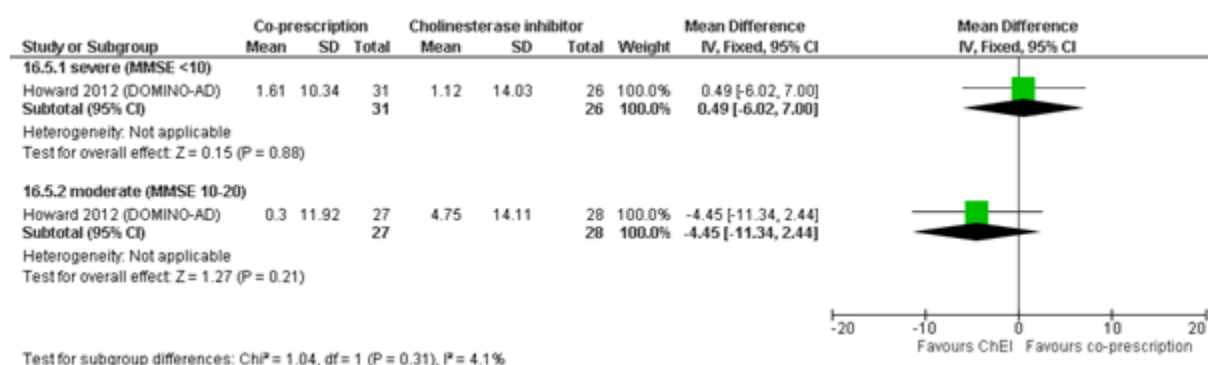 Co-prescription Cholinesterase inhibitor Mean Difference Mean Difference
Study or Subgroup Mean SD Total Mean SD Total Weight IV, Fixed, 95% CI IV, Fixed, 95% CI
16.5.1 severe (MMSE <10)
Howard 2012 (DOMINO-AD) 1.61 10.34 31 1.12 14.03 26 100.0% 0.49 [-6.02, 7.00]
Subtotal (95% CI) 31 26 100.0% 0.49 [-6.02, 7.00]
Heterogeneity: Not applicable
Test for overall effect: Z = 0.15 (P = 0.88)
16.5.2 moderate (MMSE 10-20)
Howard 2012 (DOMINO-AD) 0.3 11.92 27 4.75 14.11 28 100.0% -4.45 [-11.34, 2.44]
Subtotal (95% CI) 27 28 100.0% -4.45 [-11.34, 2.44]
Heterogeneity: Not applicable
Test for overall effect: Z = 1.27 (P = 0.21)
-20 -10 0 10 20
Favours ChEI Favours co-prescription
Test for subgroup differences: Chi² = 1.04, df = 1 (P = 0.31), I² = 4.1%